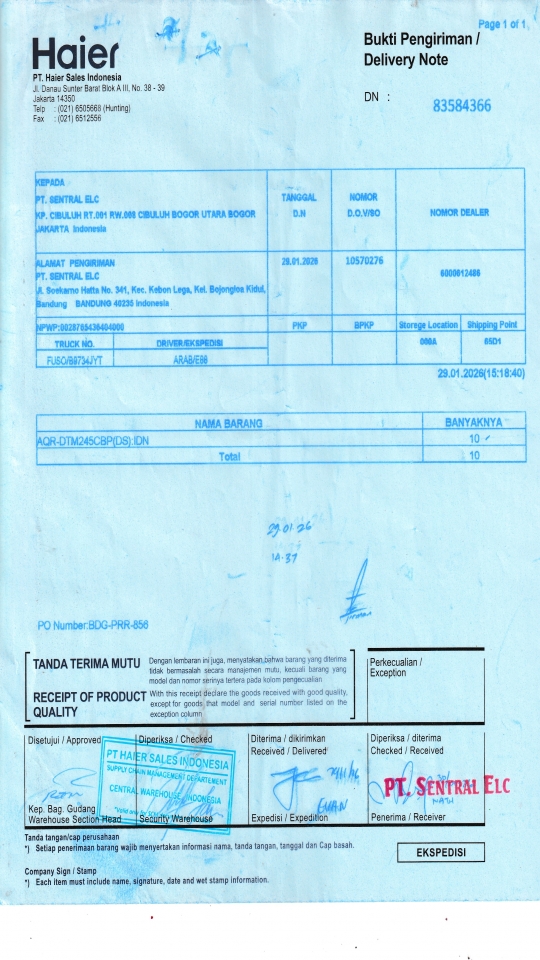 Page 1 of 1
Haier
Bukti Pengiriman /
Delivery Note
PT. Haier Sales Indonesia
Jl. Danau Sunter Barat Blok A III, No. 38 - 39
Jakarta 14350
Telp : (021) 6505668 (Hunting)
Fax : (021) 6512556
DN : 83584366
KEPADA
PT. SENTRAL ELC
KP. CIBULUH RT.001 RW.008 CIBULUH BOGOR UTARA BOGOR
JAKARTA Indonesia
TANGGAL
D.N
NOMOR
D.O.V/SO
NOMOR DEALER
ALAMAT PENGIRIMAN
PT. SENTRAL ELC
Jl. Soekarno Hatta No. 341, Kec. Kebon Lega, Kel. Bojongloa Kidul,
Bandung BANDUNG 40235 Indonesia
29.01.2026
10570276
6000612486
NPWP:0028765436404000
PKP
BPKP
Storege Location
Shipping Point
TRUCK NO.
DRIVER/EKSPEDISI
000A
65D1
FUSO/B9734JYT
ARAB/E66
29.01.2026(15:18:40)
NAMA BARANG
BANYAKNYA
AQR-DTM245CBP(DS).IDN
10
Total
10
29.01.26
14.37
PO Number:BDG-PRR-856
TANDA TERIMA MUTU
Dengan lembaran ini juga, menyatakan bahwa barang yang diterima
tidak bermasalah secara manajemen mutu, kecuali barang yang
model dan nomor serinya tertera pada kolom pengecualian
RECEIPT OF PRODUCT
QUALITY
With this receipt declare the goods received with good quality,
except for goods that model and serial number listed on the
exception column
Perkecualian /
Exception
Disetujui / Approved
Diperiksa / Checked
Diterima / dikirimkan
Received / Delivered
Diperiksa / diterima
Checked / Received
PT HAIER SALES INDONESIA
SUPPLY CHAIN MANAGEMENT DEPARTEMENT
CENTRAL WAREHOUSE, INDONESIA
PT. SENTRAL ELC
Kep. Bag. Gudang
Warehouse Section Head
Security Warehouse
Expedisi / Expedition
Penerima / Receiver
Tanda tangan/cap perusahaan
*) Setiap penerimaan barang wajib menyertakan informasi nama, tanda tangan, tanggal dan Cap basah.
EKSPEDISI
Company Sign / Stamp
*) Each item must include name, signature, date and wet stamp information.